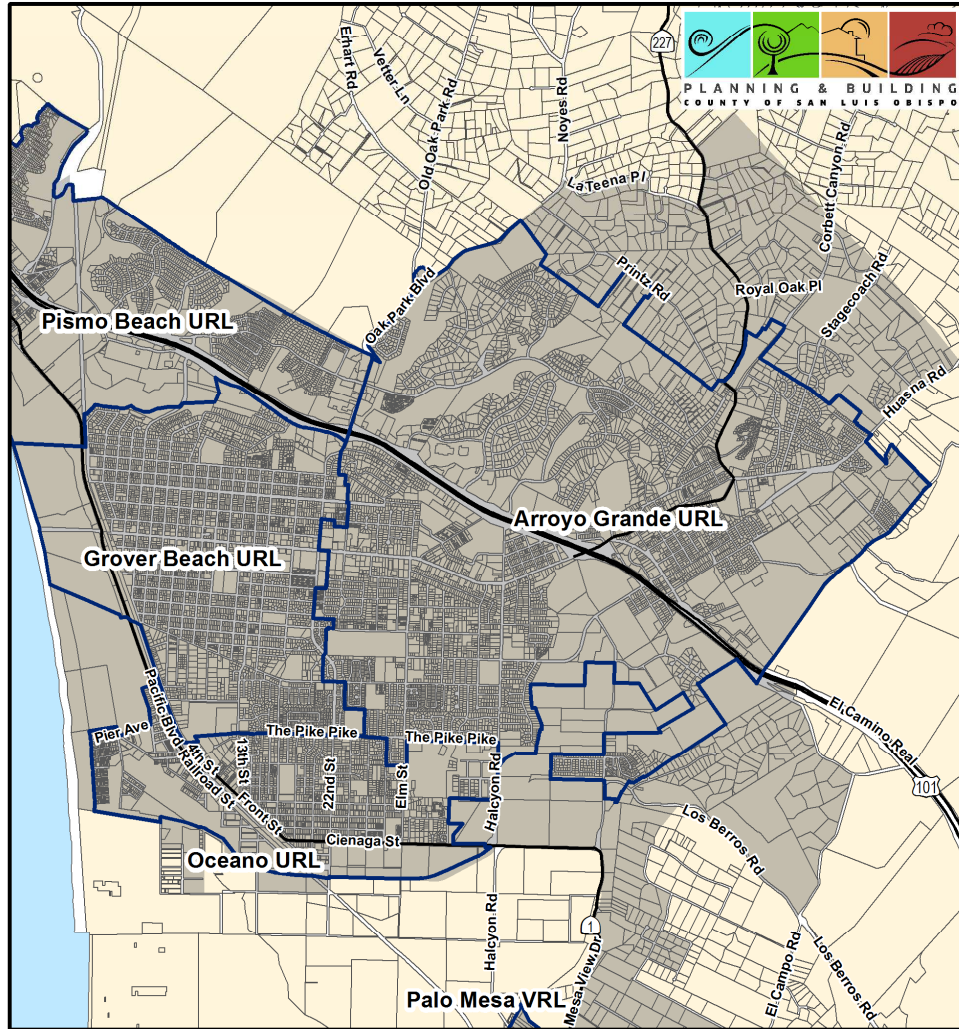 PLANNING & BUILDING
COUNTY OF SAN LUIS OBISPO
227
Erhart Rd
Vetter Ln
Old Oak Park Rd
Noyes Rd
La Teena Pl
Corbett Canyon Rd
Printz Rd
Royal Oak Pl
Stagecoach Rd
Oak Park Blvd
Huasna Rd
Pismo Beach URL
Arroyo Grande URL
Grover Beach URL
Pacific Blvd
Pier Ave
4th St
Railroad St
13th St
The Pike Pike
The Pike Pike
22nd St
Elm St
Halcyon Rd
El Camino Real
101
Front St
Cienaga St
Los Berros Rd
Oceano URL
Halcyon Rd
1
Mesa View Dr
El Campo Rd
Los Berros Rd
Palo Mesa VRL